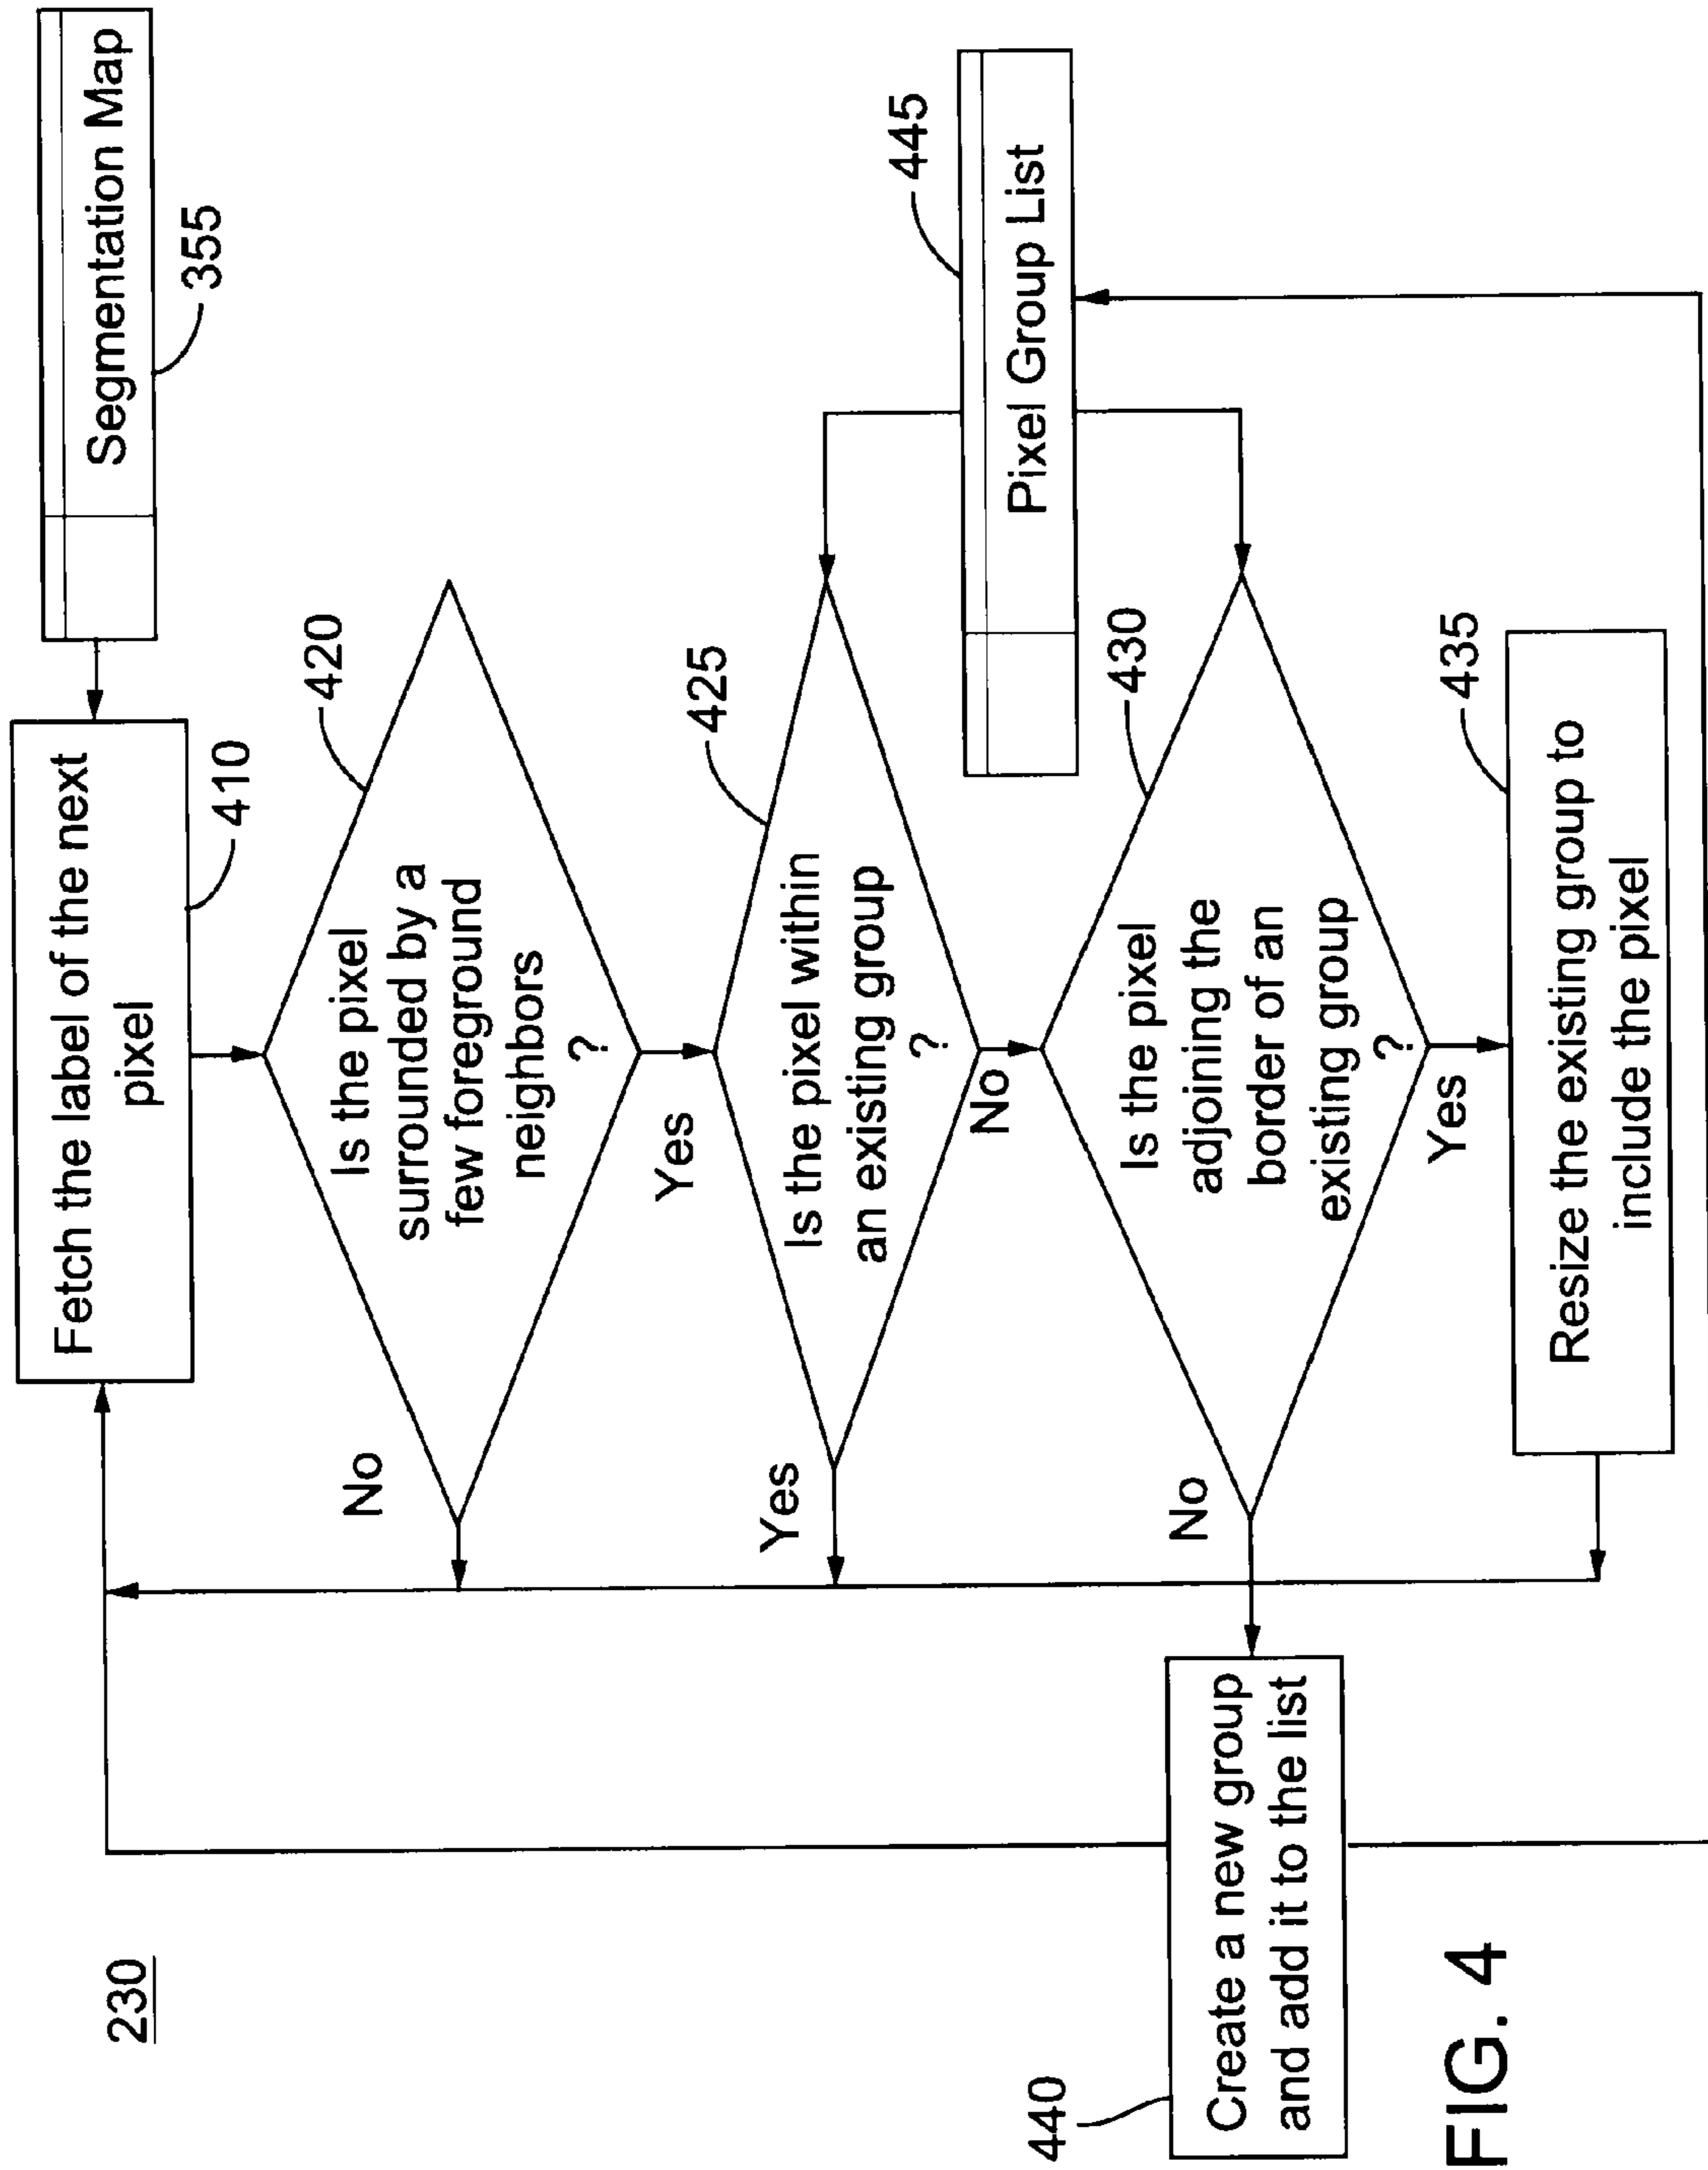 230
Fetch the label of the next
pixel
410
Segmentation Map
355
Is the pixel
surrounded by a
few foreground
neighbors
?
420
No
Yes
Is the pixel within
an existing group
?
425
Yes
No
Pixel Group List
445
Is the pixel
adjoining the
border of an
existing group
?
430
No
Yes
440
Create a new group
and add it to the list
Resize the existing group to
include the pixel
435
FIG. 4